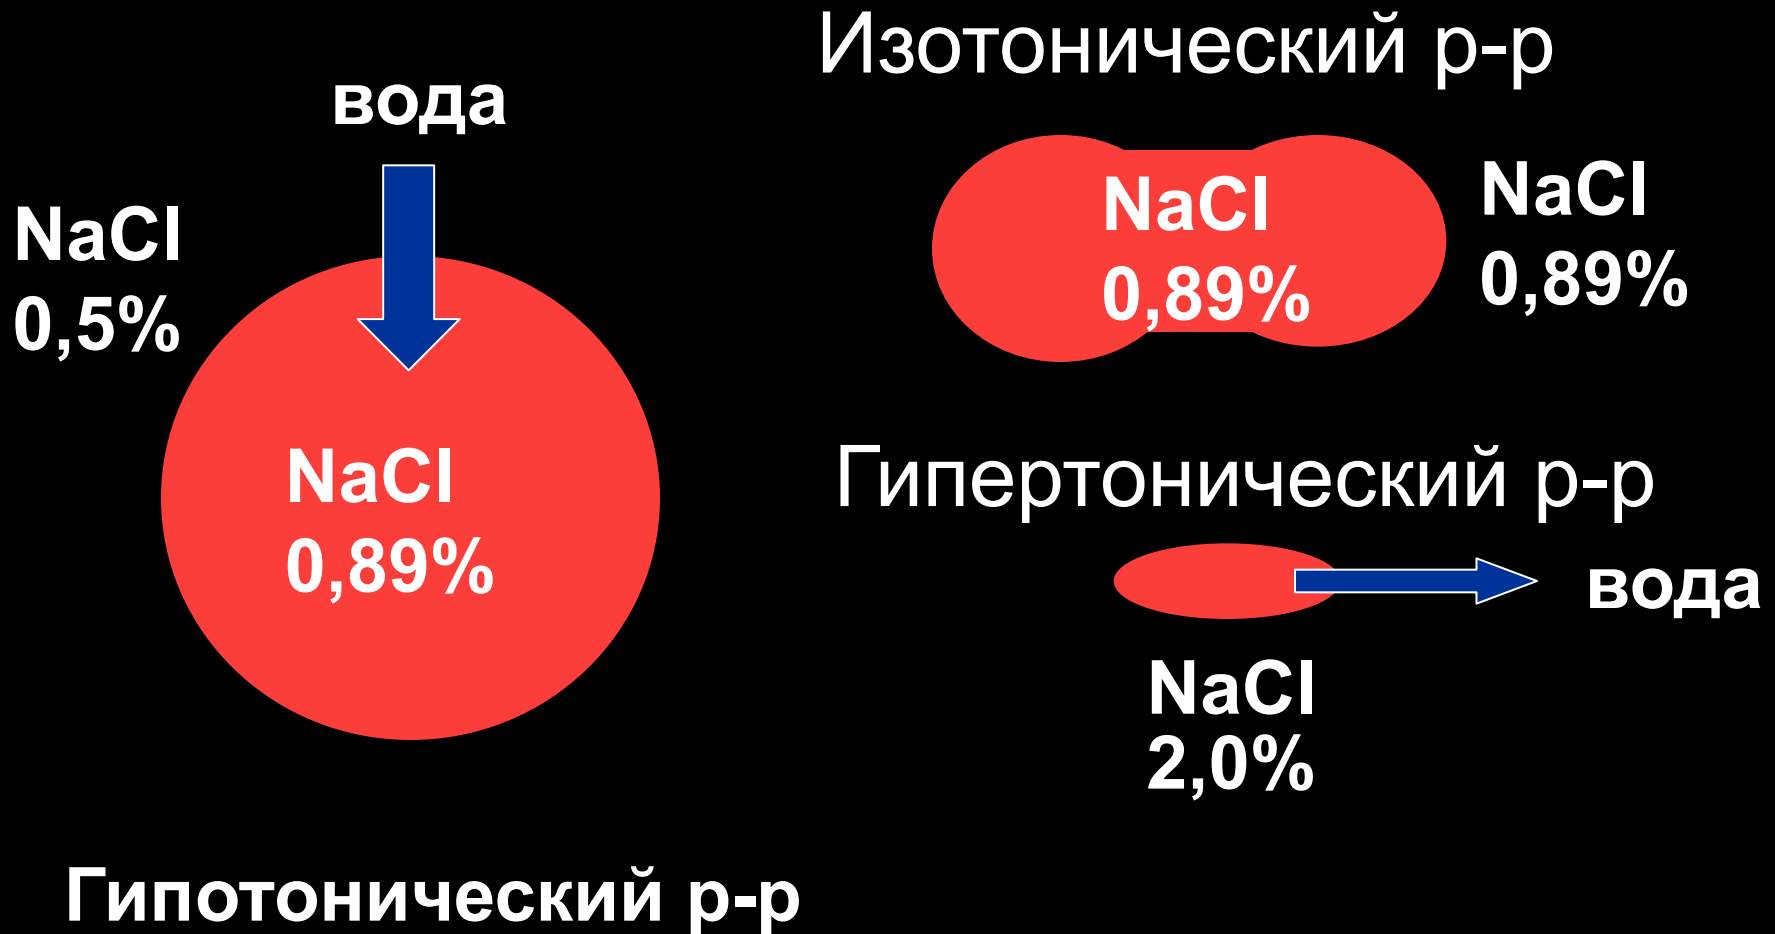 вода
NaCl
0,5%
NaCl
0,89%
Гипотонический р-р
Изотонический р-р
NaCl
0,89%
NaCl
0,89%
Гипертонический р-р
вода
NaCl
2,0%